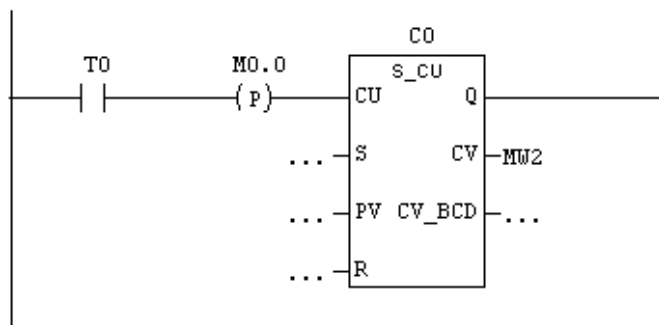 C0
T0 M0.0 S_CU
(P) CU Q
... S CV MW2
... PV CV_BCD ...
... R